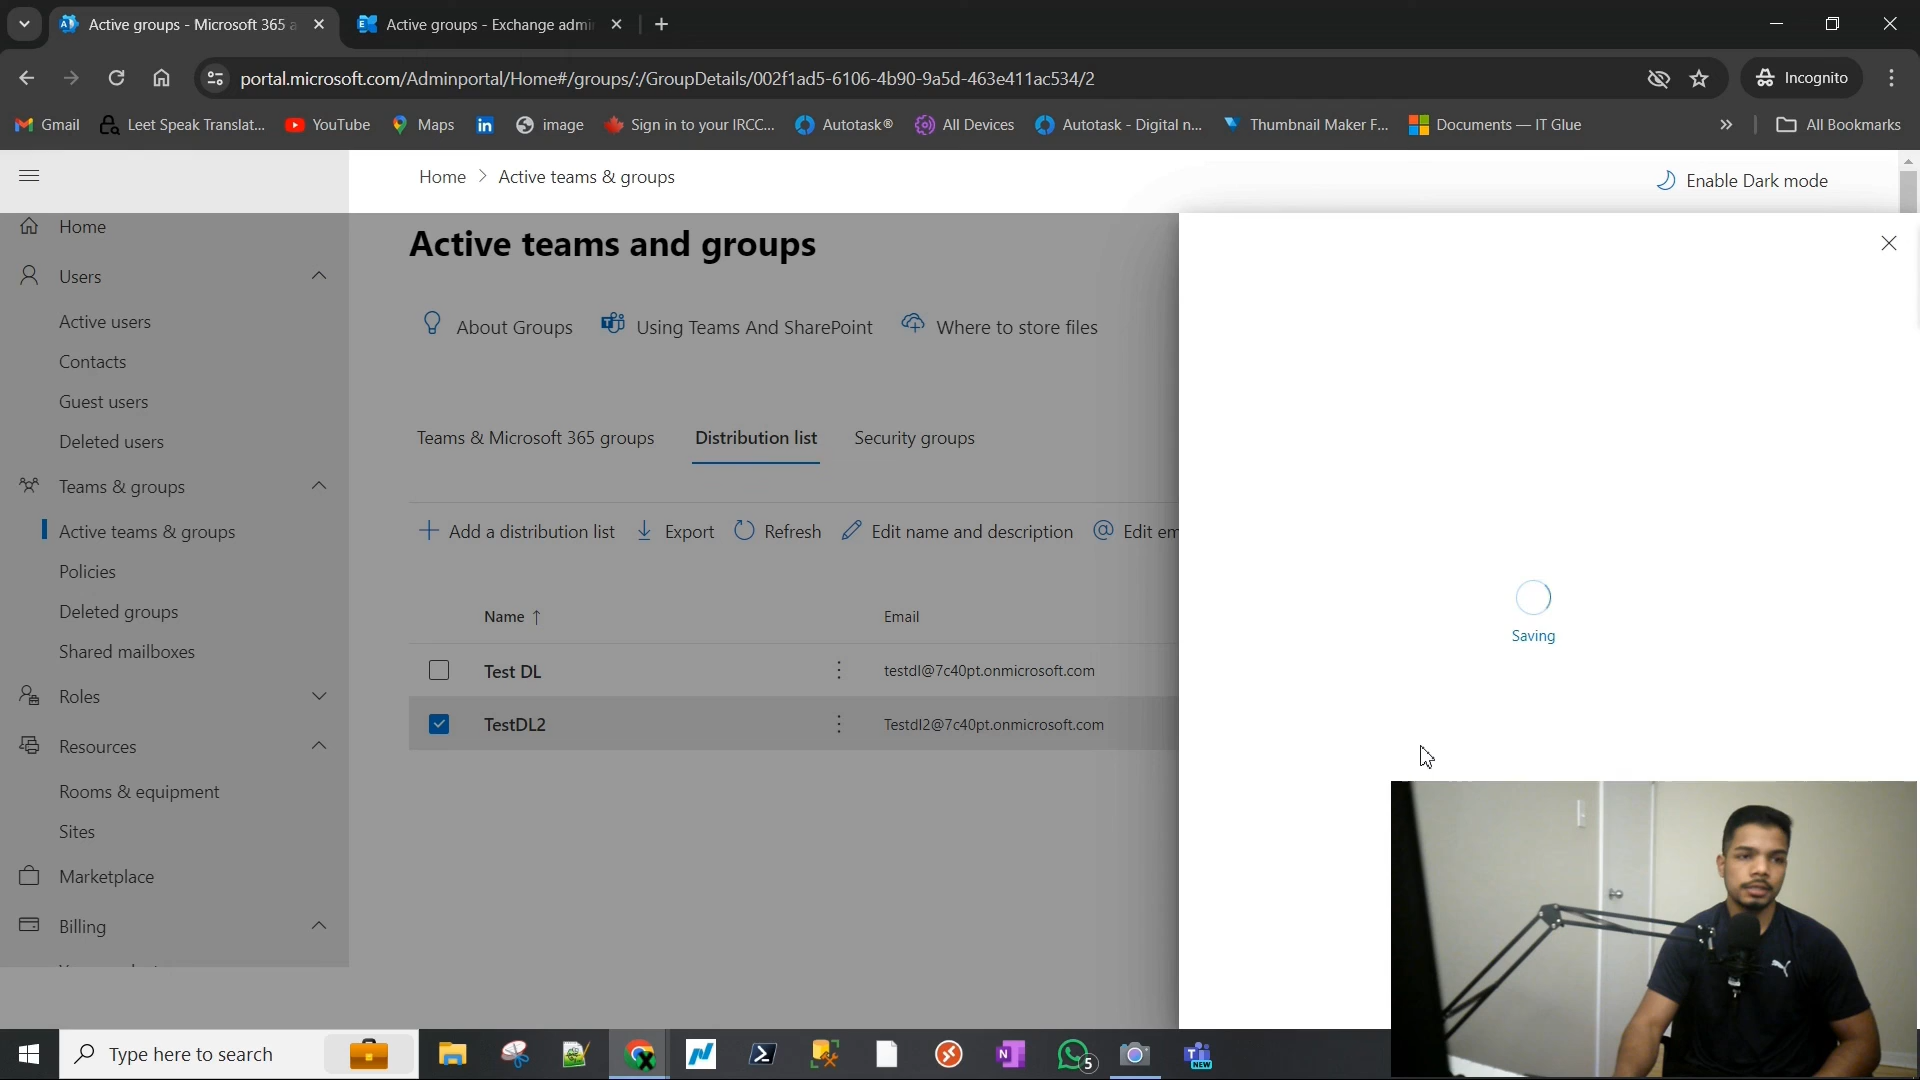 Active groups - Microsoft 365 a
Active groups - Exchange admi
portal.microsoft.com/Adminportal/Home#/groups/:/GroupDetails/002f1ad5-6106-4b90-9a5d-463e411ac534/2
Incognito
Gmail
Leet Speak Translat...
YouTube
Maps
image
Sign in to your IRCC...
Autotask®
All Devices
Autotask - Digital n...
Thumbnail Maker F...
Documents — IT Glue
All Bookmarks
Home > Active teams & groups
Enable Dark mode
Home
Users
Active users
Contacts
Guest users
Deleted users
Teams & groups
Active teams & groups
Policies
Deleted groups
Shared mailboxes
Roles
Resources
Rooms & equipment
Sites
Marketplace
Billing
Active teams and groups
About Groups
Using Teams And SharePoint
Where to store files
Teams & Microsoft 365 groups
Distribution list
Security groups
Add a distribution list
Export
Refresh
Edit name and description
Edit em
Name ↑
Email
Test DL
testdl@7c40pt.onmicrosoft.com
TestDL2
Testdl2@7c40pt.onmicrosoft.com
Saving
Type here to search
5
NEW